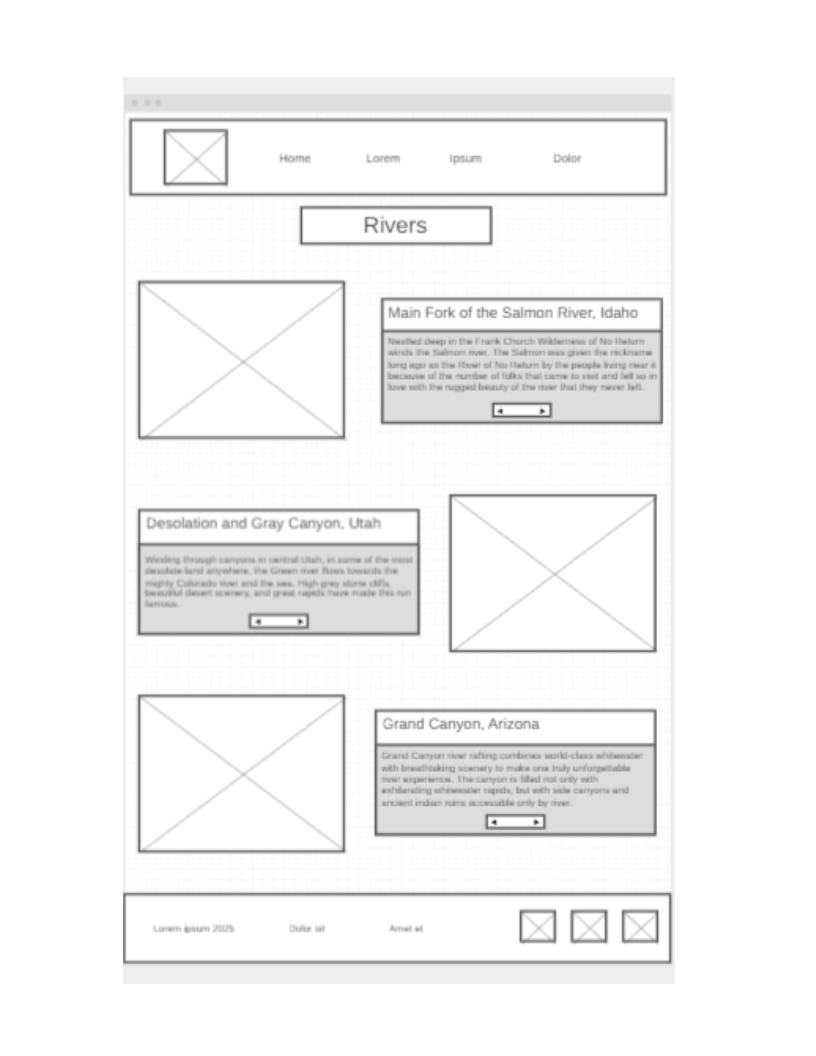 Home Lorem Ipsum Dolor
Rivers
Main Fork of the Salmon River, Idaho
Nestled deep in the Frank Church Wilderness of No Return
winds the Salmon river. The Salmon was given the nickname
long ago as the River of No Return by the people living near it
because of the number of folks that came to visit and fell so in
love with the rugged beauty of the river that they never left.
Desolation and Gray Canyon, Utah
Winding through canyons in central Utah, in some of the most
desolate land anywhere, the Green river flows towards the
mighty Colorado river and the sea. High grey stone cliffs,
beautiful desert scenery, and great rapids have made this run
famous.
Grand Canyon, Arizona
Grand Canyon river rafting combines world-class whitewater
with breathtaking scenery to make one truly unforgettable
river experience. The canyon is filled not only with
exhilarating whitewater rapids, but with side canyons and
ancient indian ruins accessible only by river.
Lorem ipsum 2025 Dolor sit Amet et